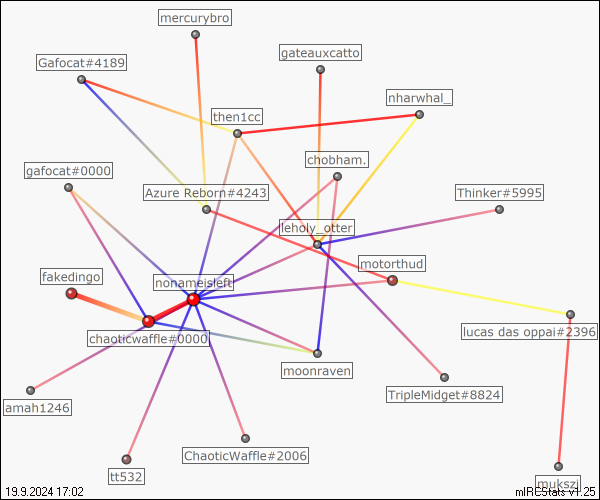 mercurybro
gateauxcatto
Gafocat#4189
nharwhal_
then1cc
chobham.
gafocat#0000
Azure Reborn#4243
Thinker#5995
leholy_otter
motorthud
fakedingo
nonameisleft
chaoticwaffle#0000
lucas das oppai#2396
moonraven
TripleMidget#8824
amah1246
ChaoticWaffle#2006
tt532
mukszj
19.9.2024 17:02
mIRCStats v1.25